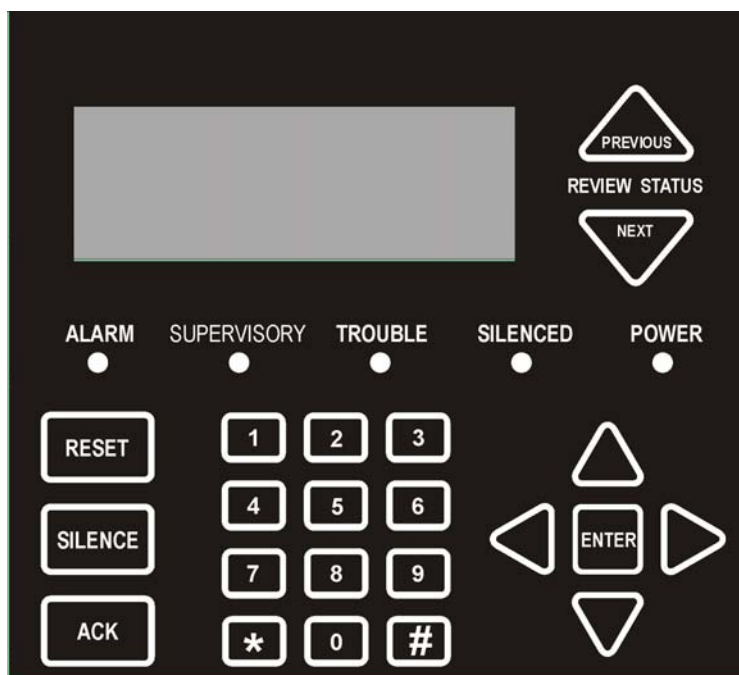 PREVIOUS
REVIEW STATUS
NEXT
ALARM SUPERVISORY TROUBLE SILENCED POWER
RESET
SILENCE
ACK
1 2 3
4 5 6
7 8 9
* 0 #
ENTER